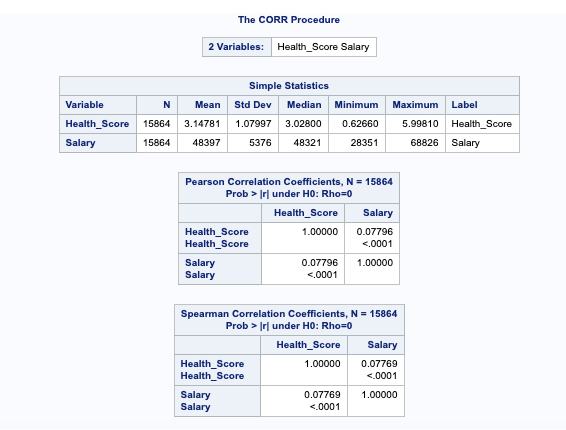 The CORR Procedure
2 Variables: Health_Score Salary
Simple Statistics
Variable N Mean Std Dev Median Minimum Maximum Label
Health_Score 15864 3.14781 1.07997 3.02800 0.62660 5.99810 Health_Score
Salary 15864 48397 5376 48321 28351 68826 Salary
Pearson Correlation Coefficients, N = 15864
Prob > |r| under H0: Rho=0
Health_Score Salary
Health_Score 1.00000 0.07796
Health_Score <.0001
Salary 0.07796 1.00000
Salary <.0001
Spearman Correlation Coefficients, N = 15864
Prob > |r| under H0: Rho=0
Health_Score Salary
Health_Score 1.00000 0.07769
Health_Score <.0001
Salary 0.07769 1.00000
Salary <.0001